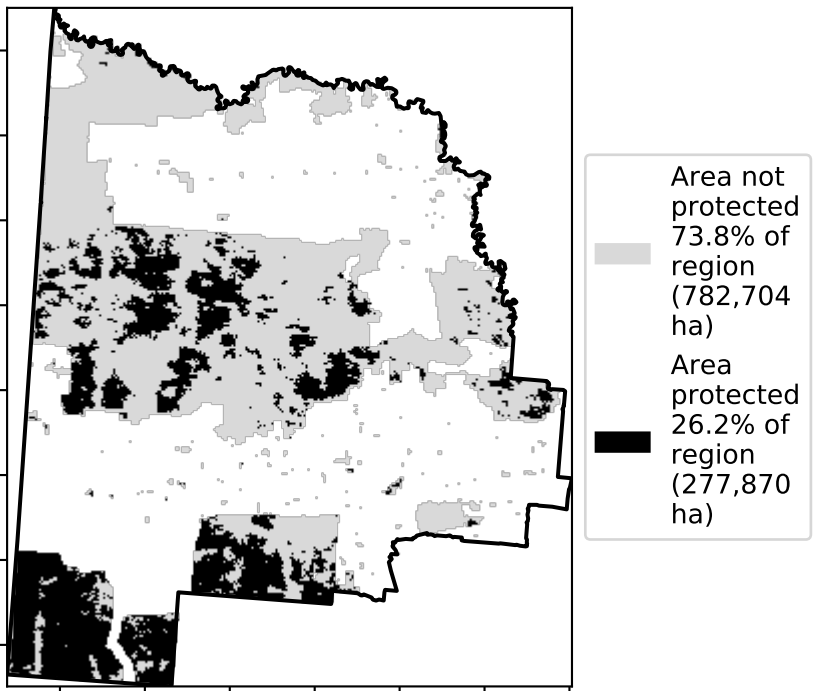 Area not
protected
73.8% of
region
(782,704
ha)
Area
protected
26.2% of
region
(277,870
ha)